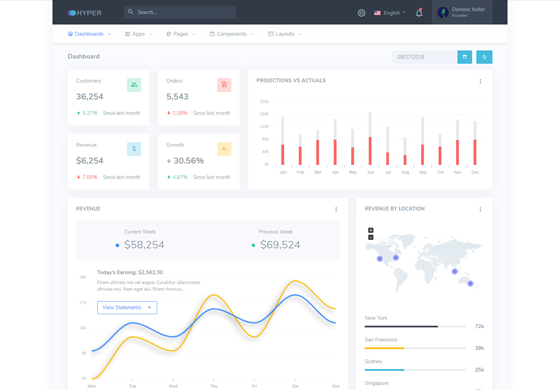 HYPER
Search...
English
Dominic Keller
Founder
Dashboards
Apps
Pages
Components
Layouts
Dashboard
09/27/2019
Customers
36,254
5.27% Since last month
Orders
5,543
1.08% Since last month
Revenue
$6,254
7.00% Since last month
Growth
+ 30.56%
4.87% Since last month
PROJECTIONS VS ACTUALS
Jan Feb Mar Apr May Jun Jul Aug Sep Oct Nov Dec
REVENUE
Current Week
$58,254
Previous Week
$69,524
Today's Earning: $2,562.30
Etiam ultricies nisi vel augue. Curabitur ullamcorper
ultricies nisi. Nam eget dui. Etiam rhoncus...
View Statements
Mon Tue Wed Thu Fri Sat Sun
REVENUE BY LOCATION
New York
72k
San Francisco
39k
Sydney
25k
Singapore